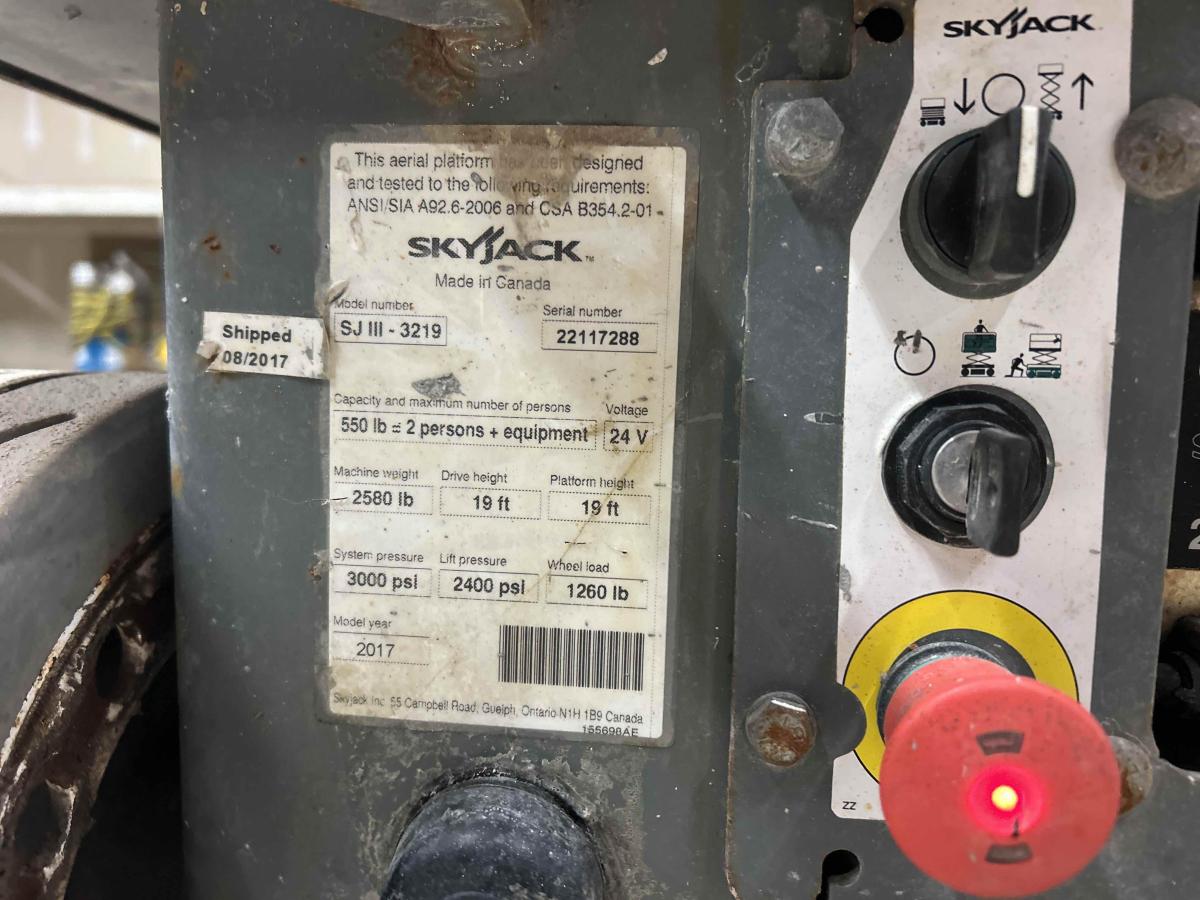 SKYJACK
This aerial platform has been designed
and tested to the following requirements:
ANSI/SIA A92.6-2006 and CSA B354.2-01
SKYJACK™
Made in Canada
Model number
SJ III - 3219
Serial number
22117288
Shipped
08/2017
Capacity and maximum number of persons
550 lb = 2 persons + equipment
Voltage
24 V
Machine weight
2580 lb
Drive height
19 ft
Platform height
19 ft
System pressure
3000 psi
Lift pressure
2400 psi
Wheel load
1260 lb
Model year
2017
Skyjack Inc. 55 Campbell Road, Guelph, Ontario N1H 1B9 Canada
155698AE
ZZ